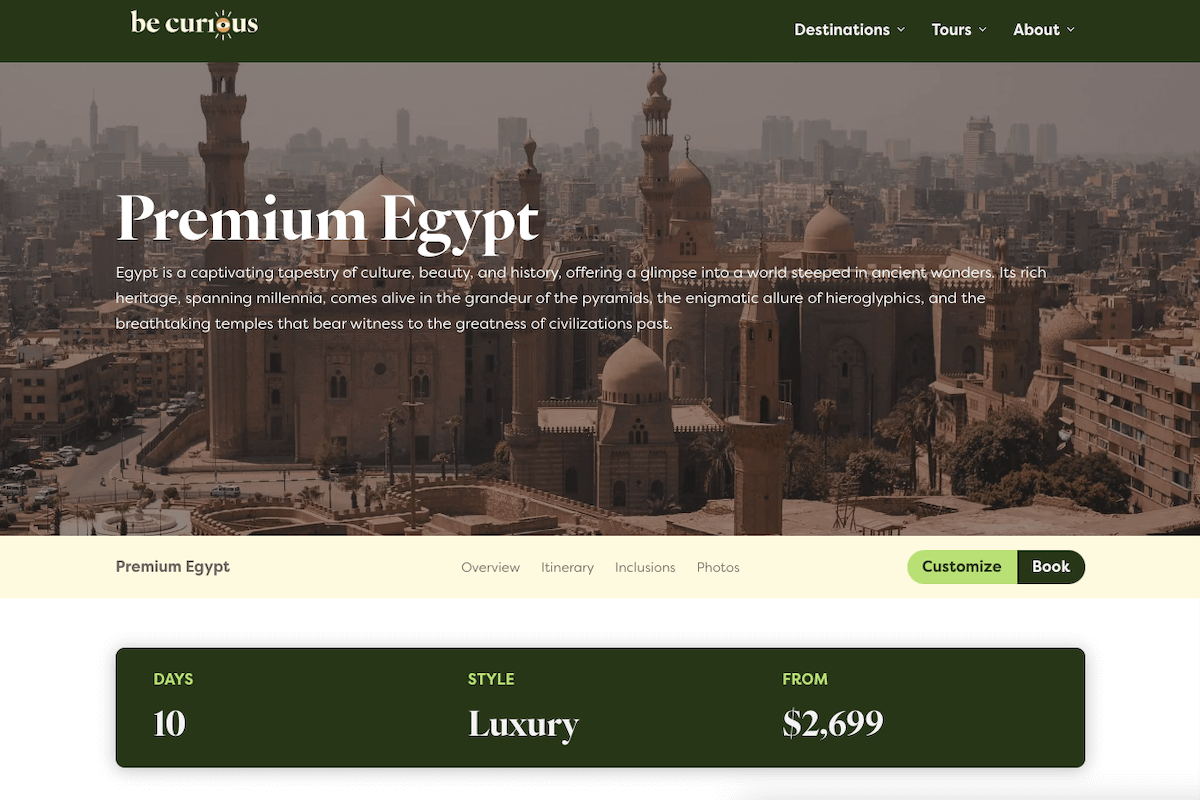 be curious
Destinations
Tours
About
Premium Egypt
Egypt is a captivating tapestry of culture, beauty, and history, offering a glimpse into a world steeped in ancient wonders. Its rich
heritage, spanning millennia, comes alive in the grandeur of the pyramids, the enigmatic allure of hieroglyphics, and the
breathtaking temples that bear witness to the greatness of civilizations past.
Premium Egypt
Overview
Itinerary
Inclusions
Photos
Customize
Book
DAYS
10
STYLE
Luxury
FROM
$2,699